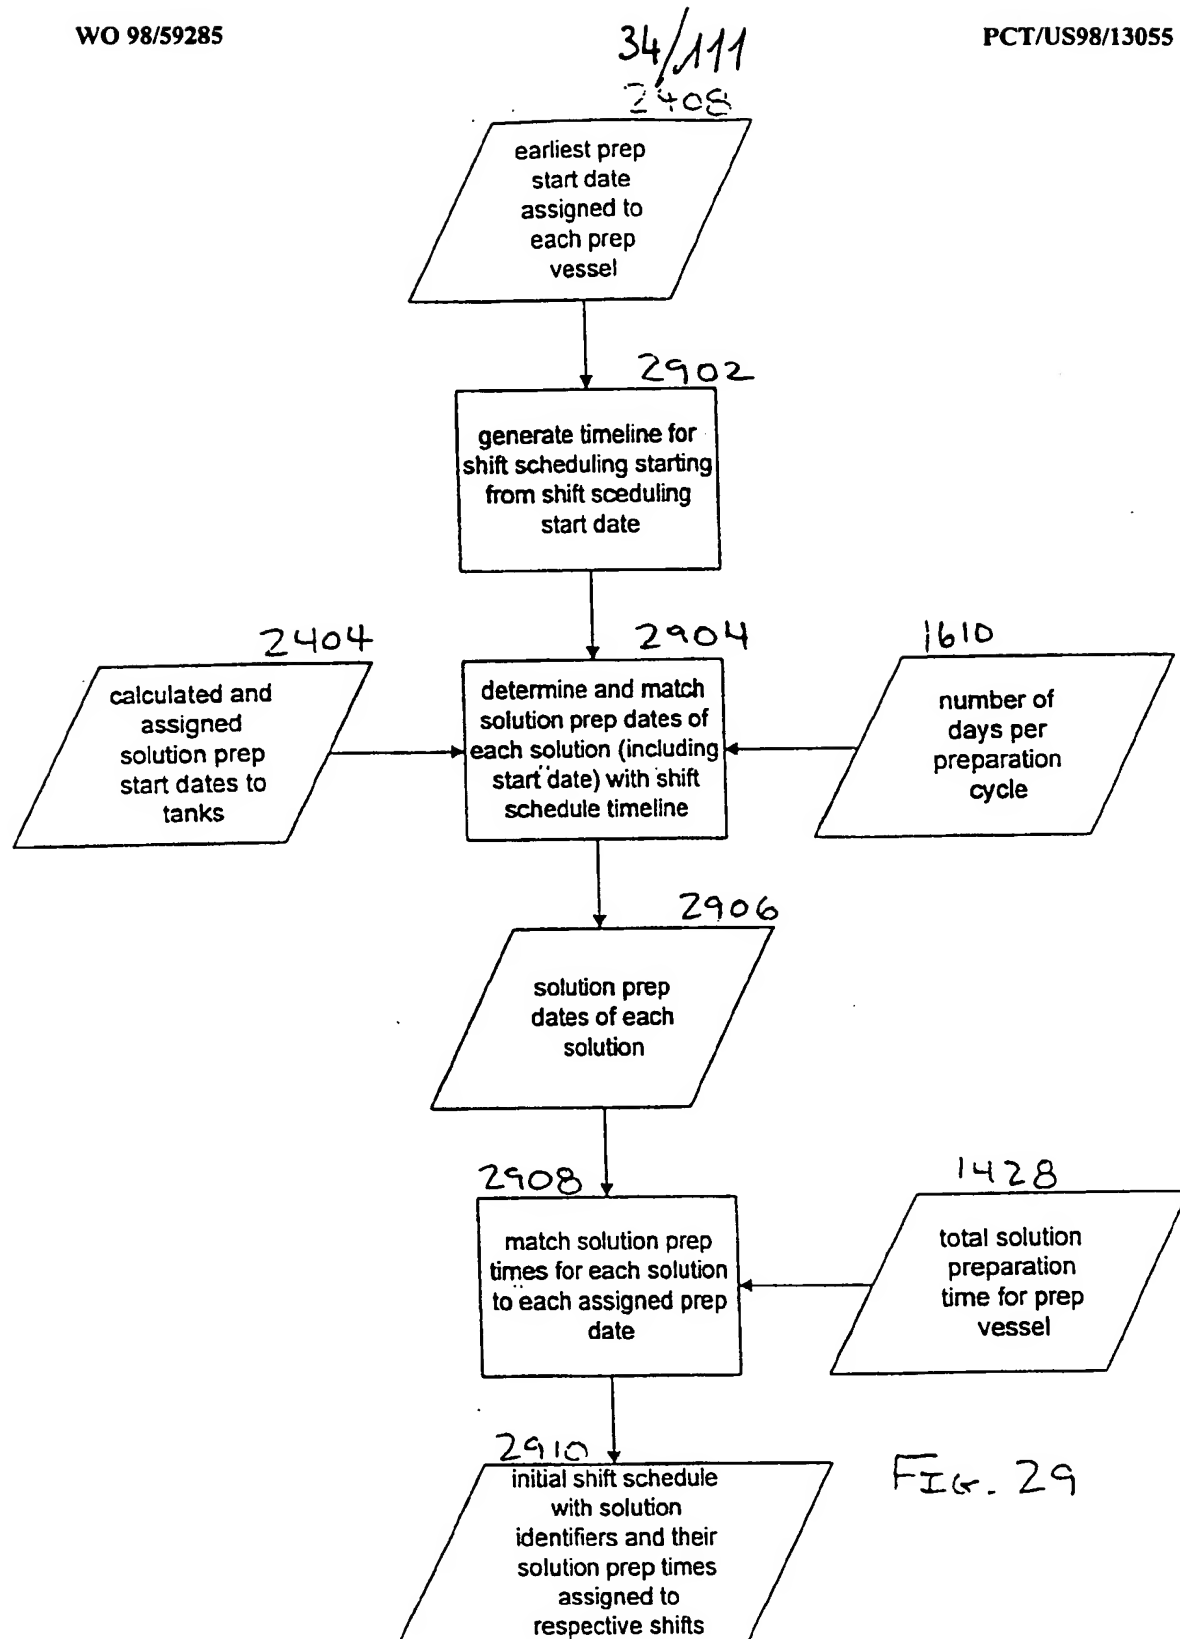 WO 98/59285
PCT/US98/13055
34/111
2408
earliest prep
start date
assigned to
each prep
vessel
2902
generate timeline for
shift scheduling starting
from shift sceduling
start date
2404
calculated and
assigned
solution prep
start dates to
tanks
2904
determine and match
solution prep dates of
each solution (including
start date) with shift
schedule timeline
1610
number of
days per
preparation
cycle
2906
solution prep
dates of each
solution
2908
match solution prep
times for each solution
to each assigned prep
date
1428
total solution
preparation
time for prep
vessel
2910
initial shift schedule
with solution
identifiers and their
solution prep times
assigned to
respective shifts
FIG. 29